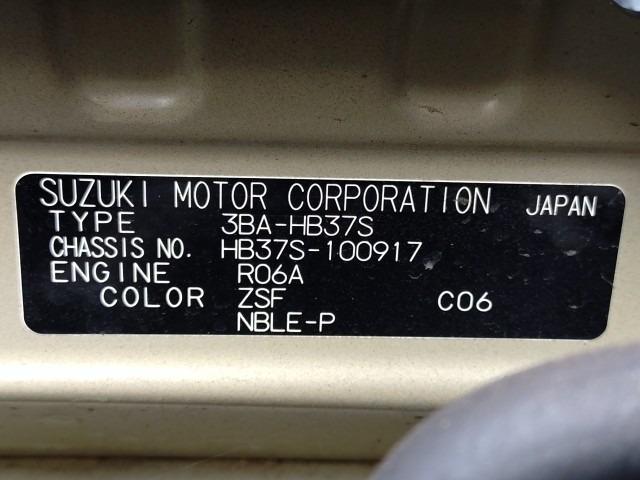 SUZUKI MOTOR CORPORATION JAPAN
TYPE 3BA-HB37S
CHASSIS NO. HB37S-100917
ENGINE R06A
COLOR ZSF C06
NBLE-P